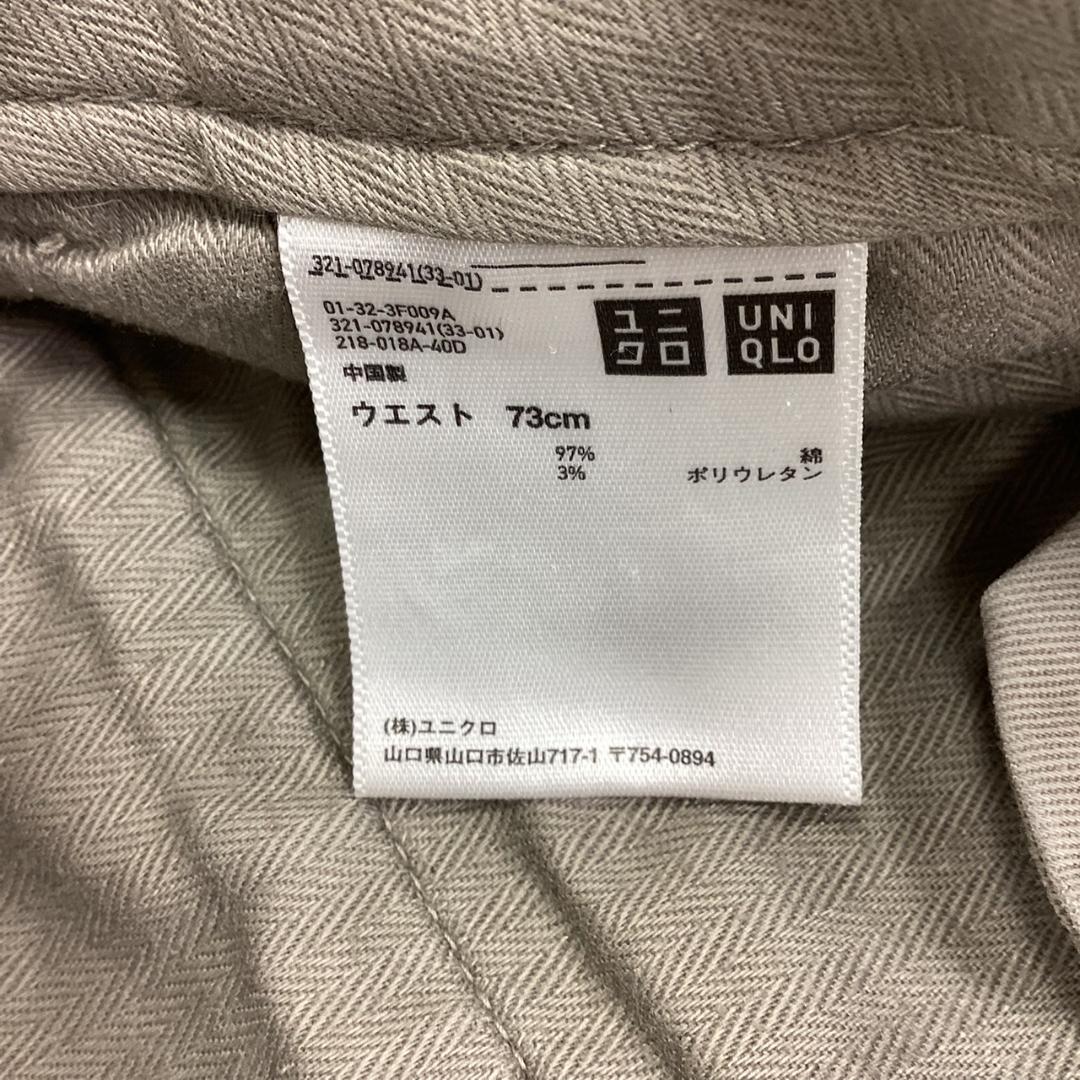 321-078941(33-01)
01-32-3F009A
321-078941(33-01)
218-018A-40D
ユニ
クロ
UNI
QLO
中国製
ウエスト 73cm
97% 綿
3% ポリウレタン
(株)ユニクロ
山口県山口市佐山717-1 〒754-0894